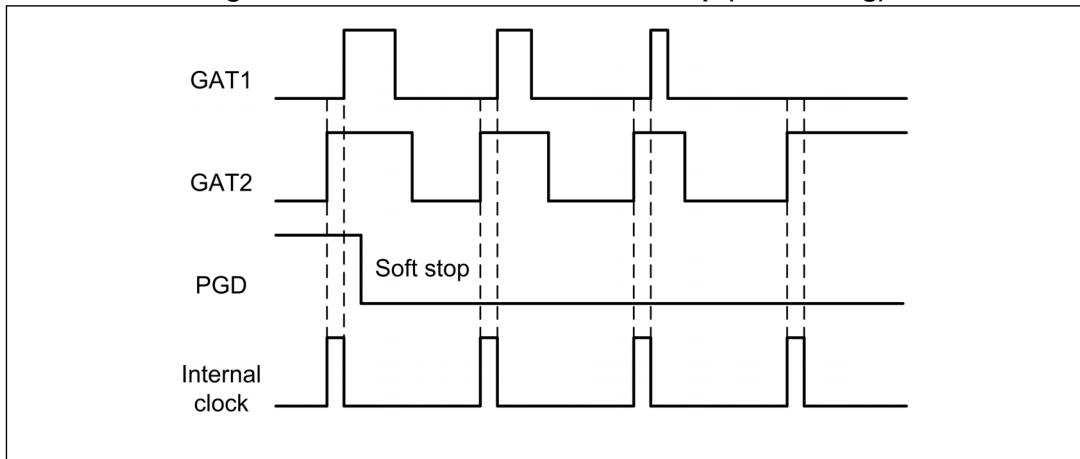 GAT1
GAT2
Soft stop
PGD
Internal
clock